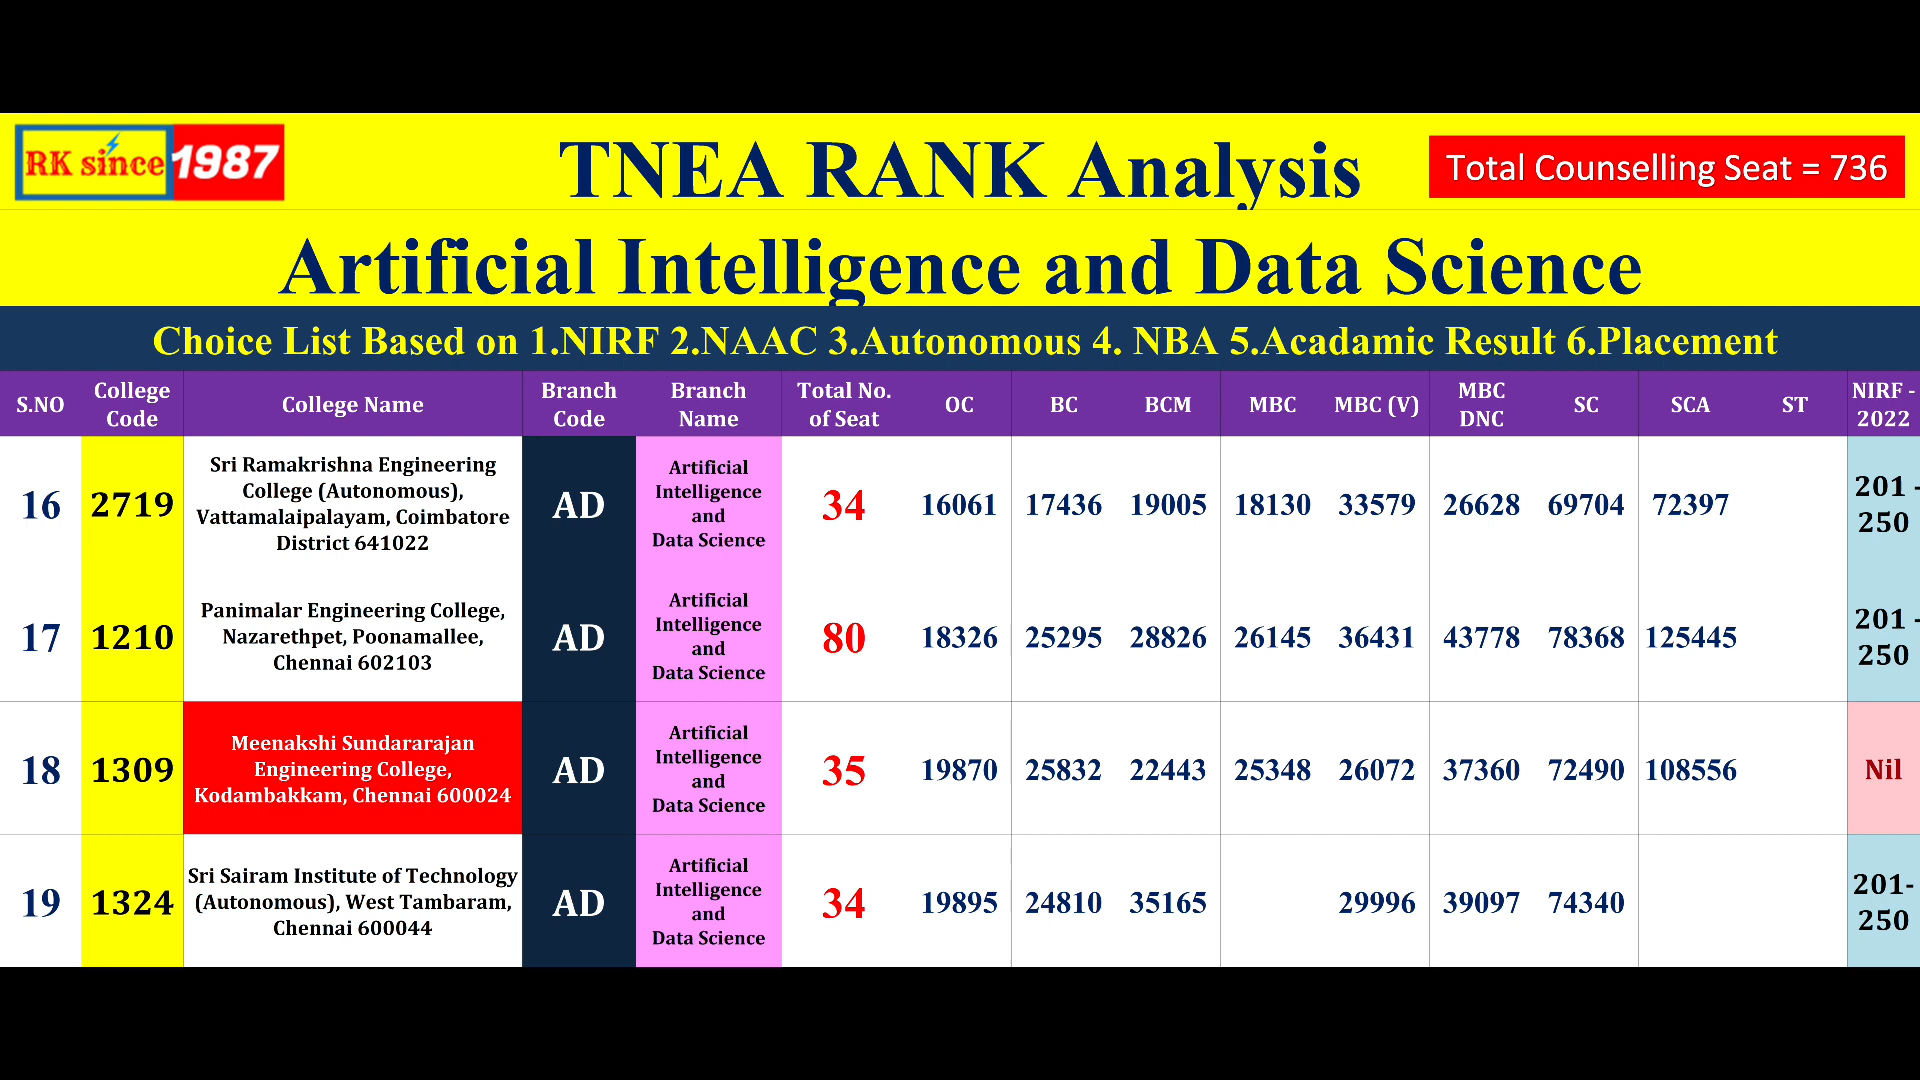 RK since 1987
TNEA RANK Analysis
Total Counselling Seat = 736
Artificial Intelligence and Data Science
Choice List Based on 1.NIRF 2.NAAC 3.Autonomous 4. NBA 5.Acadamic Result 6.Placement
S.NO
College
Code
College Name
Branch
Code
Branch
Name
Total No.
of Seat
OC
BC
BCM
MBC
MBC (V)
MBC
DNC
SC
SCA
ST
NIRF -
2022
16
2719
Sri Ramakrishna Engineering
College (Autonomous),
Vattamalaipalayam, Coimbatore
District 641022
AD
Artificial
Intelligence
and
Data Science
34
16061
17436
19005
18130
33579
26628
69704
72397
201 -
250
17
1210
Panimalar Engineering College,
Nazarethpet, Poonamallee,
Chennai 602103
AD
Artificial
Intelligence
and
Data Science
80
18326
25295
28826
26145
36431
43778
78368
125445
201 -
250
18
1309
Meenakshi Sundararajan
Engineering College,
Kodambakkam, Chennai 600024
AD
Artificial
Intelligence
and
Data Science
35
19870
25832
22443
25348
26072
37360
72490
108556
Nil
19
1324
Sri Sairam Institute of Technology
(Autonomous), West Tambaram,
Chennai 600044
AD
Artificial
Intelligence
and
Data Science
34
19895
24810
35165
29996
39097
74340
201-
250